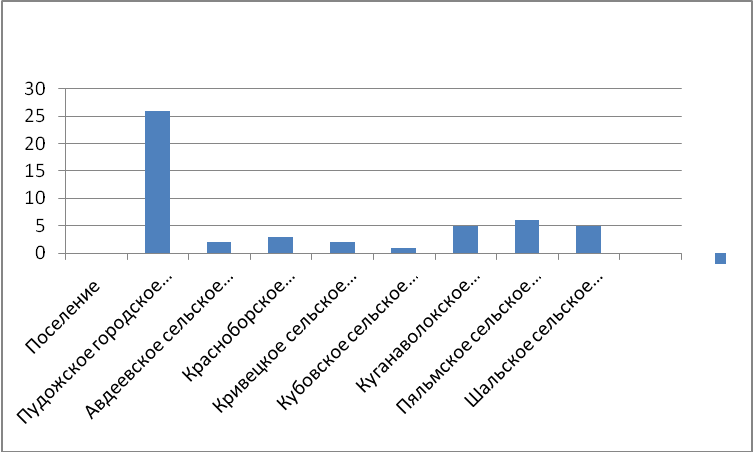 30
25
20
15
10
5
0
Поселение
Пудожское городское...
Авдеевское сельское...
Красноборское...
Кривецкое сельское...
Кубовское сельское...
Куганаволокское...
Пяльмское сельское...
Шальское сельское...